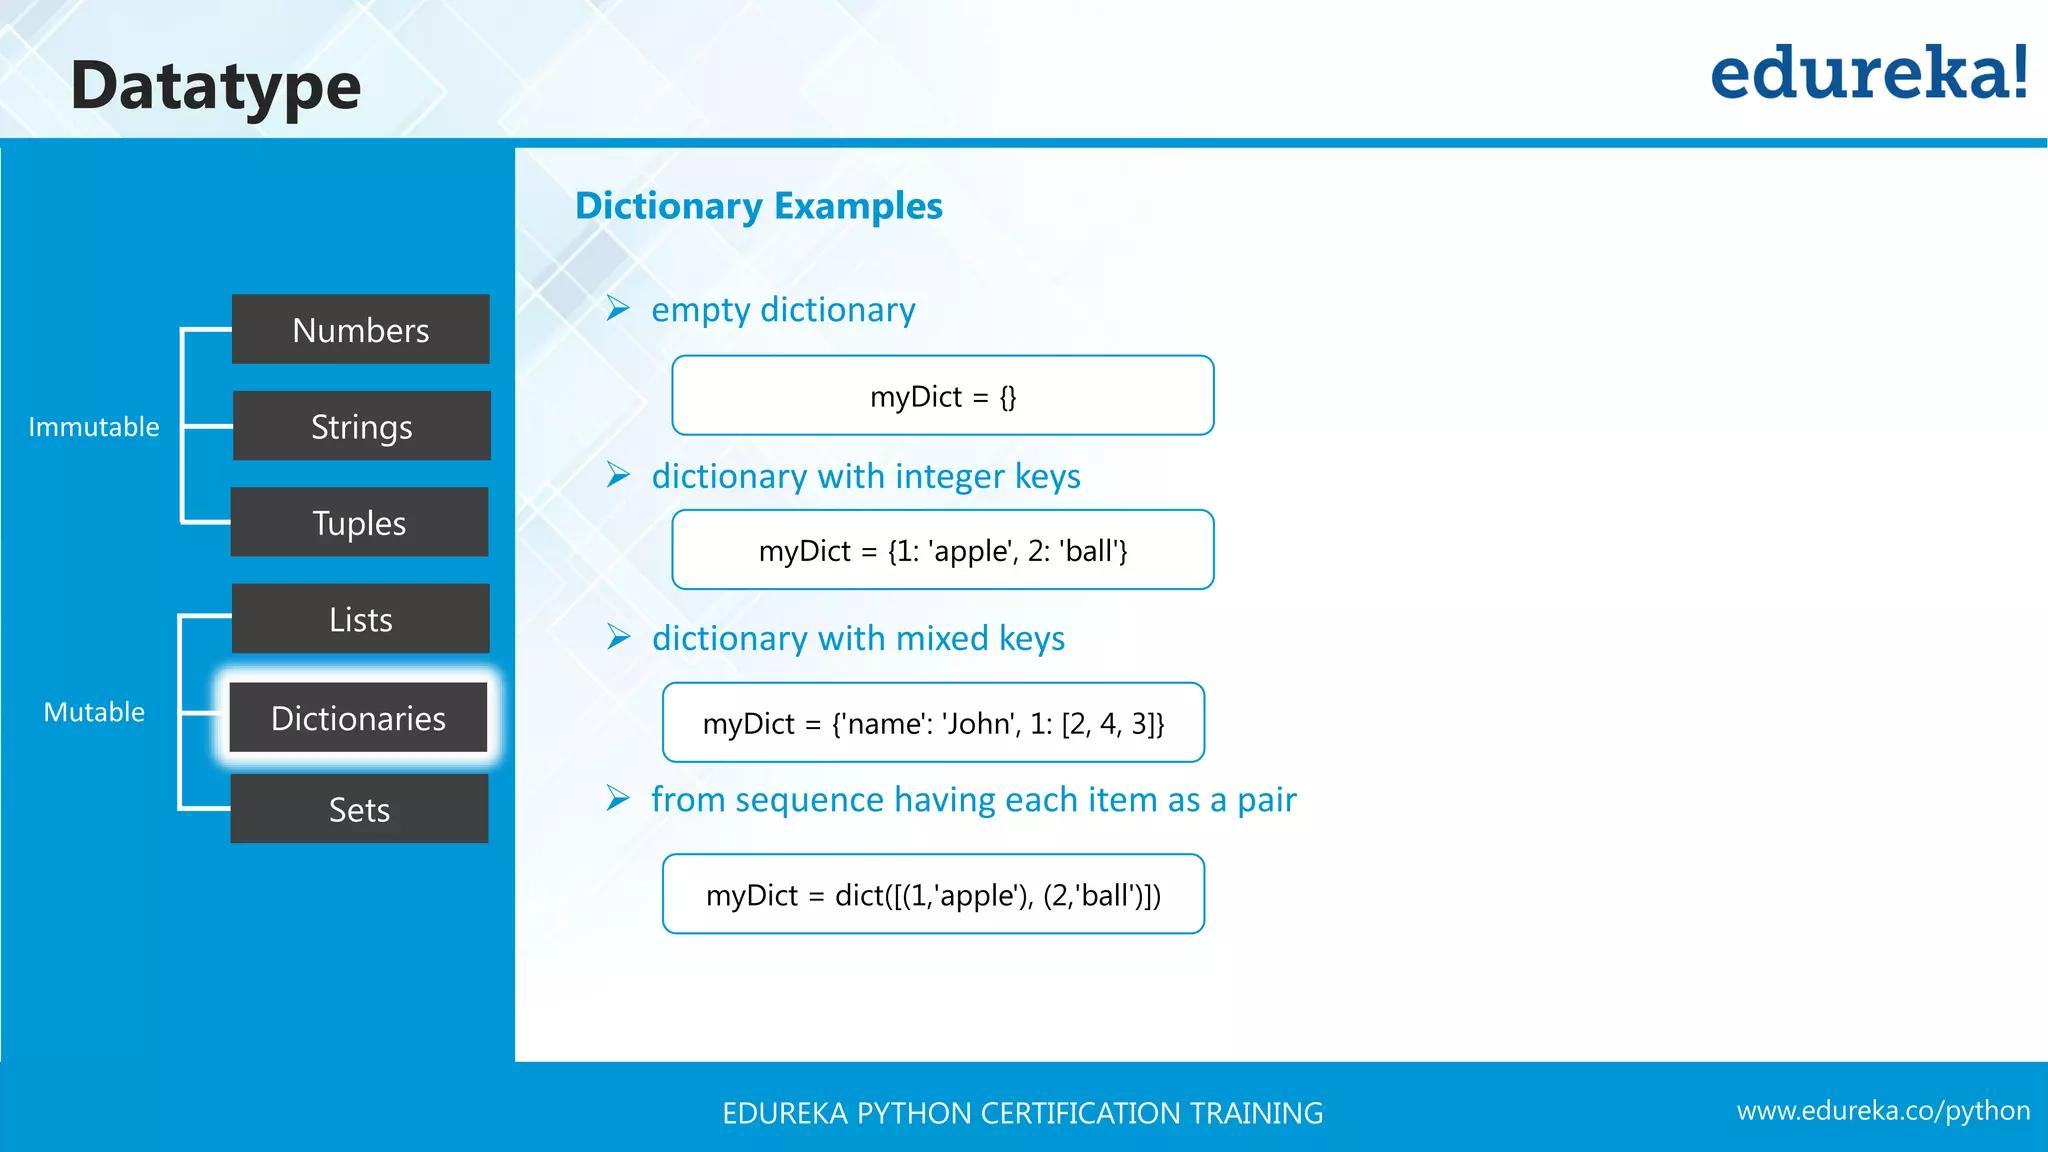 Datatype
edureka!
Immutable
Numbers
Strings
Tuples
Mutable
Lists
Dictionaries
Sets
Dictionary Examples
empty dictionary
myDict = {}
dictionary with integer keys
myDict = {1: 'apple', 2: 'ball'}
dictionary with mixed keys
myDict = {'name': 'John', 1: [2, 4, 3]}
from sequence having each item as a pair
myDict = dict([(1,'apple'), (2,'ball')])
EDUREKA PYTHON CERTIFICATION TRAINING
www.edureka.co/python